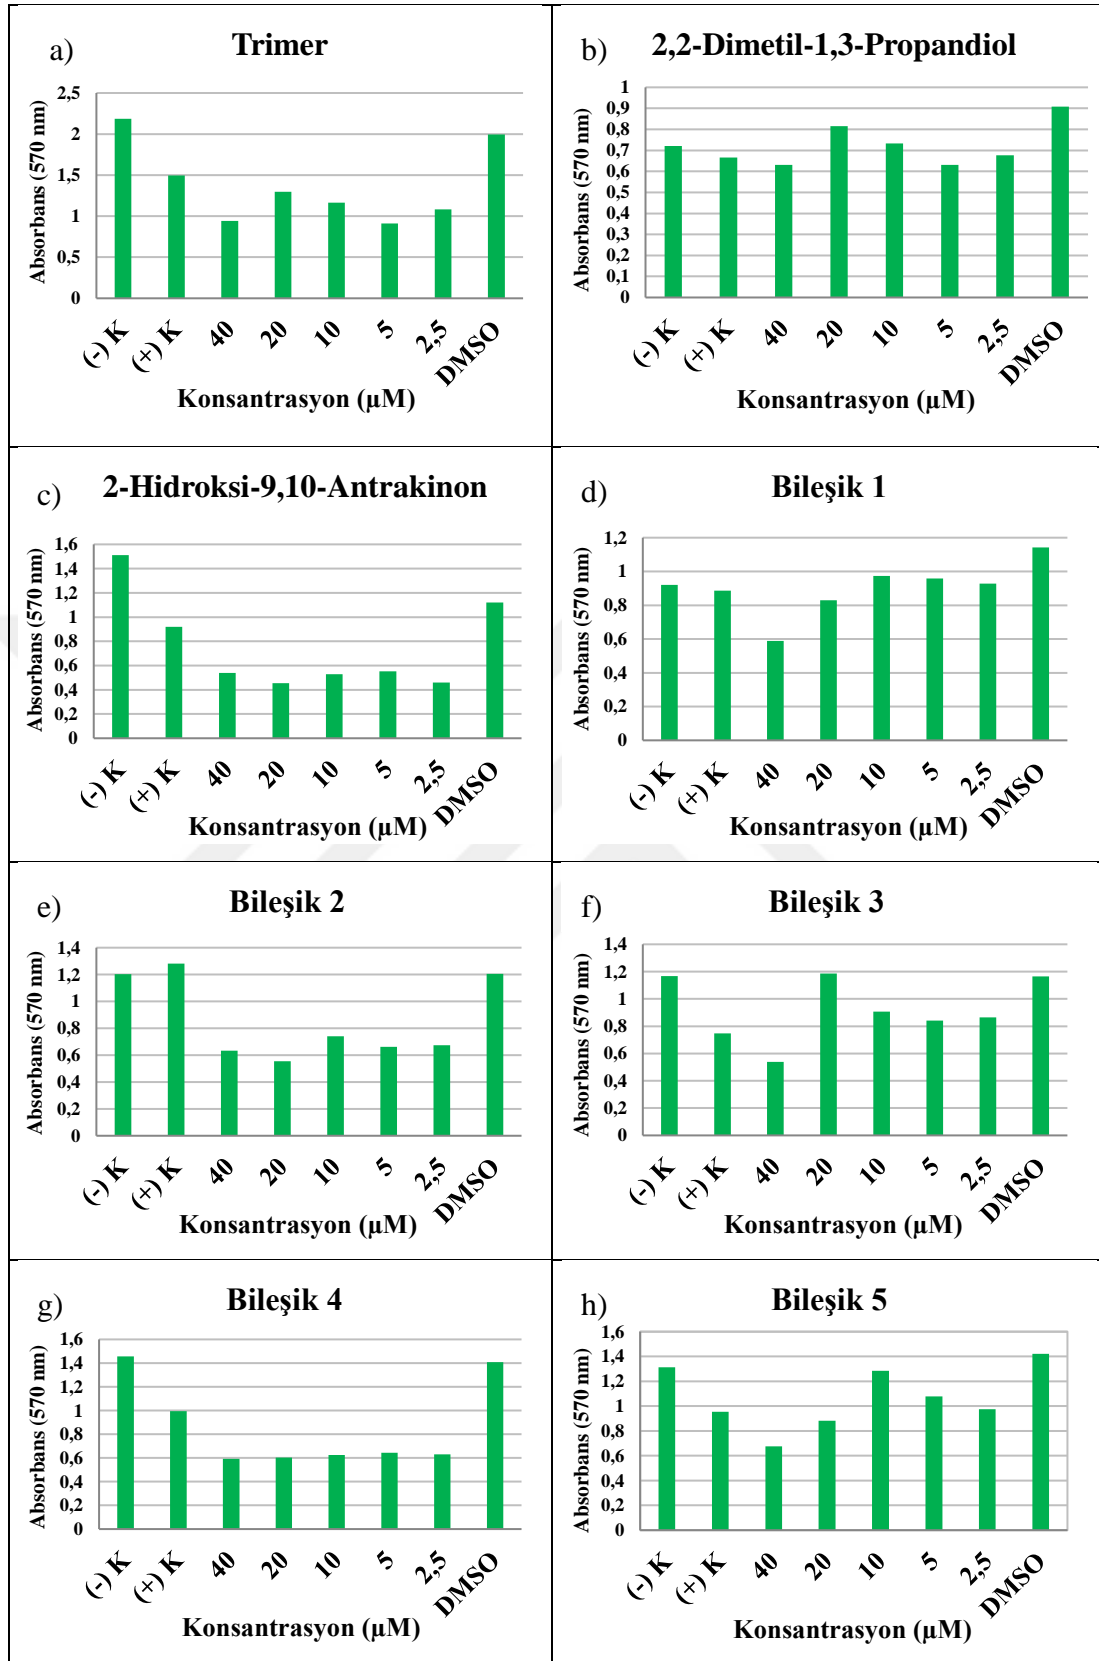 a) Trimer
Absorbans (570 nm)
2,5
2
1,5
1
0,5
0
(-) K (+) K 40 20 10 5 2,5 DMSO
Konsantrasyon (µM)
b) 2,2-Dimetil-1,3-Propandiol
Absorbans (570 nm)
1
0,9
0,8
0,7
0,6
0,5
0,4
0,3
0,2
0,1
0
(-) K (+) K 40 20 10 5 2,5 DMSO
Konsantrasyon (µM)
c) 2-Hidroksi-9,10-Antrakinon
Absorbans (570 nm)
1,6
1,4
1,2
1
0,8
0,6
0,4
0,2
0
(-) K (+) K 40 20 10 5 2,5 DMSO
Konsantrasyon (µM)
d) Bileşik 1
Absorbans (570 nm)
1,2
1
0,8
0,6
0,4
0,2
0
(-) K (+) K 40 20 10 5 2,5 DMSO
Konsantrasyon (µM)
e) Bileşik 2
Absorbans (570 nm)
1,4
1,2
1
0,8
0,6
0,4
0,2
0
(-) K (+) K 40 20 10 5 2,5 DMSO
Konsantrasyon (µM)
f) Bileşik 3
Absorbans (570 nm)
1,4
1,2
1
0,8
0,6
0,4
0,2
0
(-) K (+) K 40 20 10 5 2,5 DMSO
Konsantrasyon (µM)
g) Bileşik 4
Absorbans (570 nm)
1,6
1,4
1,2
1
0,8
0,6
0,4
0,2
0
(-) K (+) K 40 20 10 5 2,5 DMSO
Konsantrasyon (µM)
h) Bileşik 5
Absorbans (570 nm)
1,6
1,4
1,2
1
0,8
0,6
0,4
0,2
0
(-) K (+) K 40 20 10 5 2,5 DMSO
Konsantrasyon (µM)